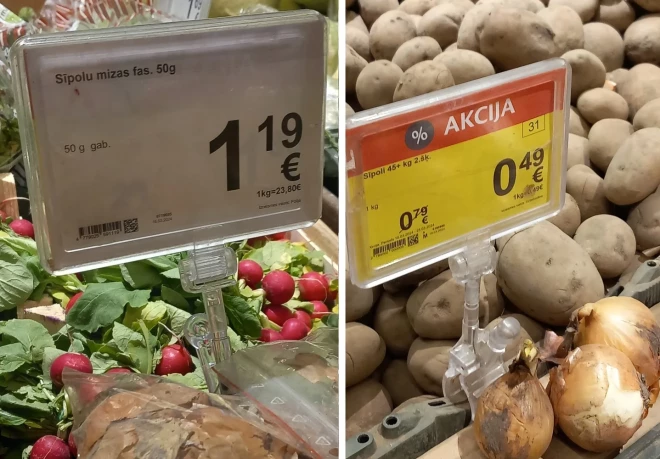 Sīpolu mizas fas. 50g
50 g gab.
1 19
€
1kg=23,80€
% AKCIJA
31
Sīpoli 45+ kg 2.šķ.
1 kg
0 79
€
0 49
€